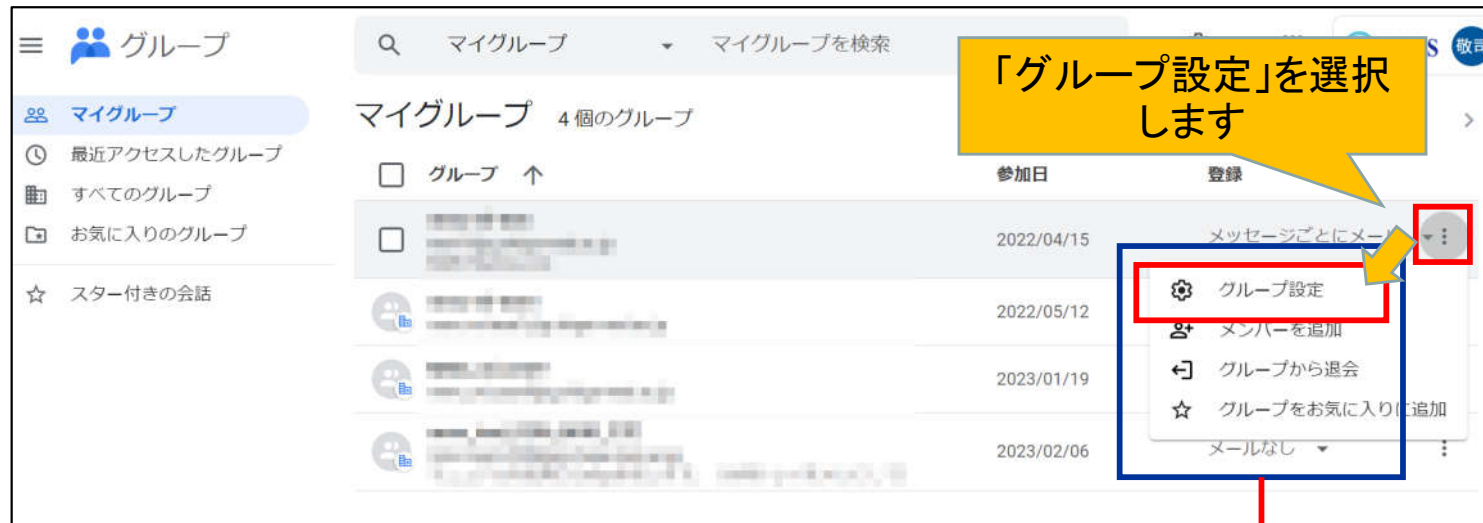 グループ
マイグループ
マイグループを検索
S
敬司
「グループ設定」を選択
します
マイグループ
最近アクセスしたグループ
すべてのグループ
お気に入りのグループ
スター付きの会話
マイグループ 4 個のグループ
グループ
参加日
登録
2022/04/15
メッセージごとにメー
2022/05/12
2023/01/19
2023/02/06
メールなし
グループ設定
メンバーを追加
グループから退会
グループをお気に入りに追加